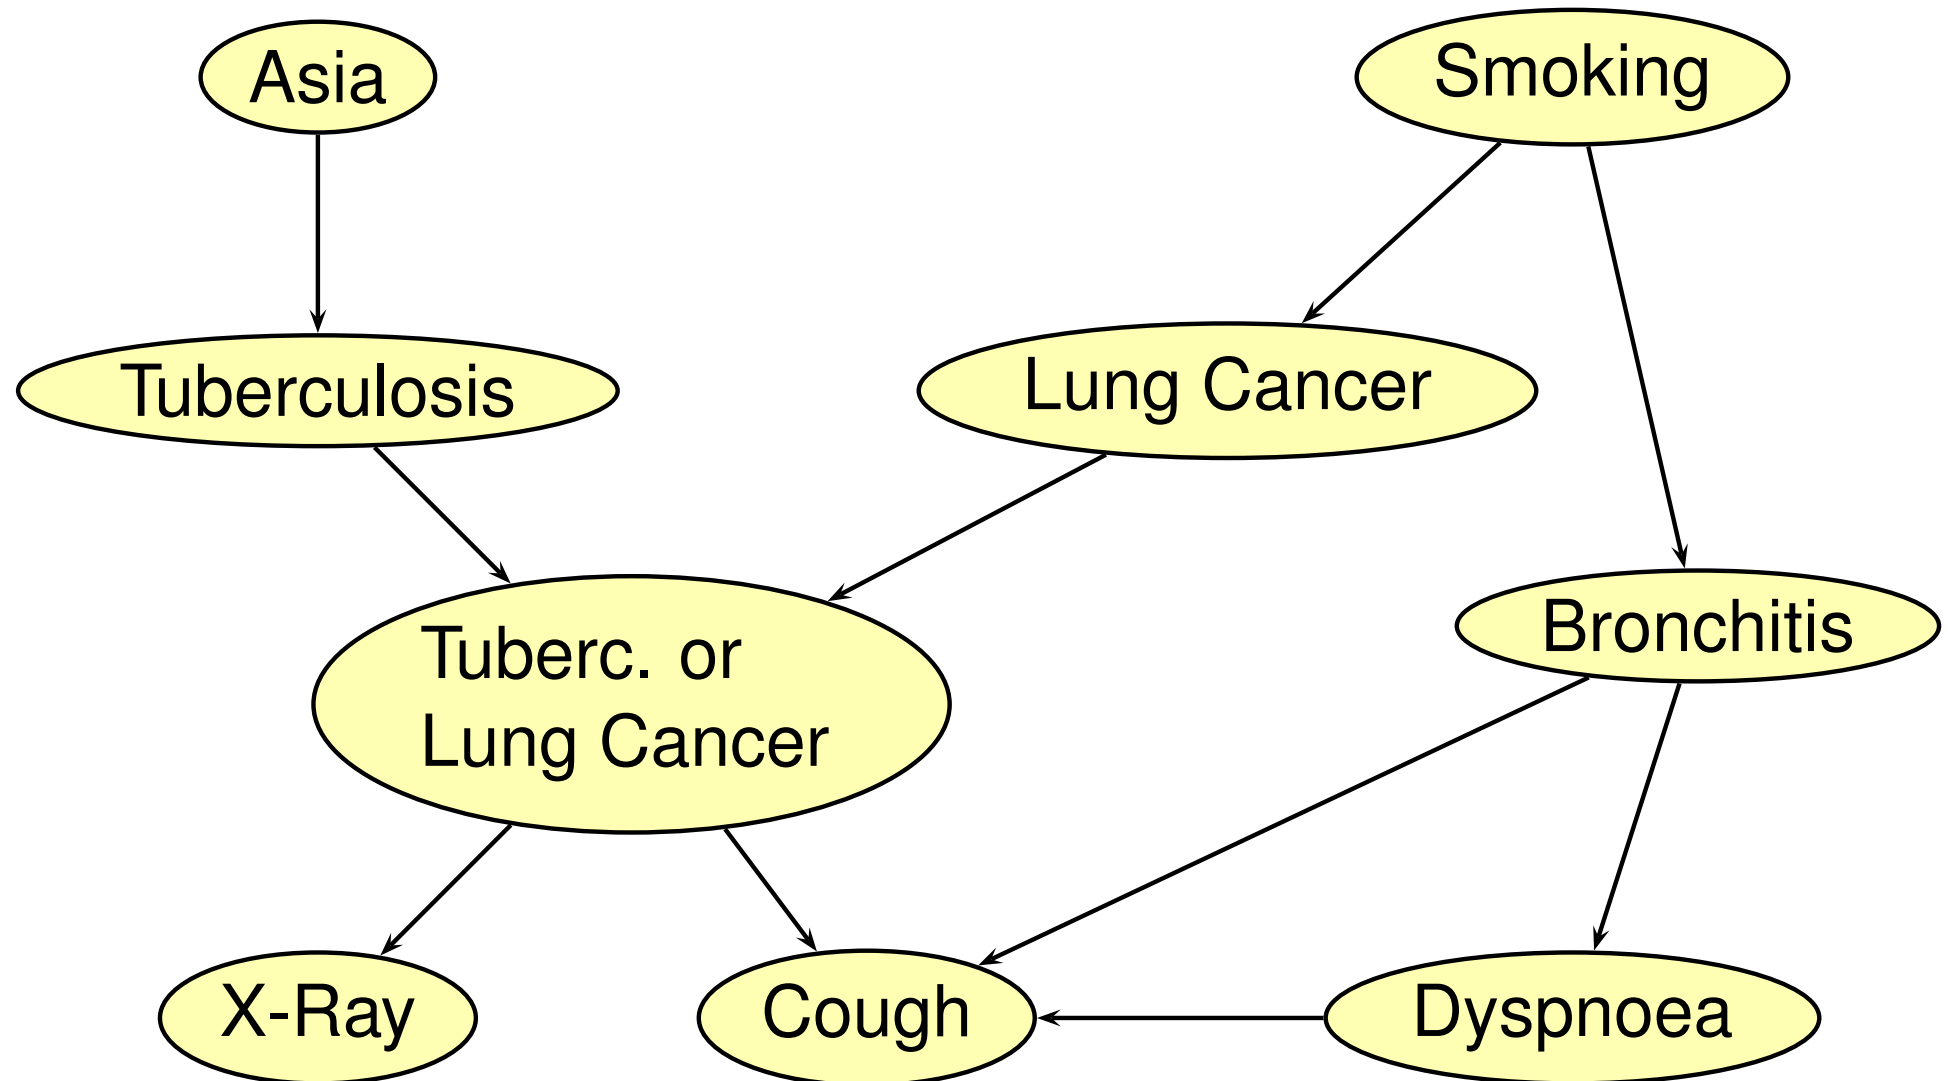 Asia
Smoking
Tuberculosis
Lung Cancer
Tuberc. or
Lung Cancer
Bronchitis
X-Ray
Cough
Dyspnoea